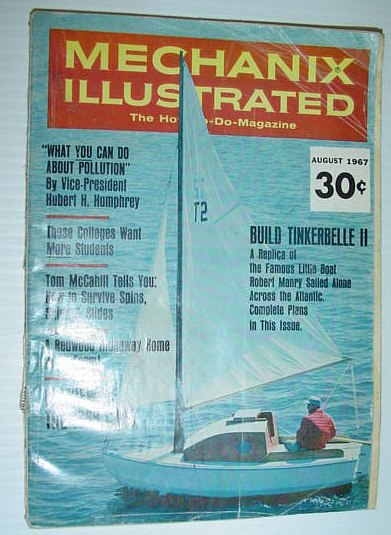 MECHANIX
ILLUSTRATED
The How-To-Do-Magazine
AUGUST 1967
30¢
"WHAT YOU CAN DO
ABOUT POLLUTION"
By Vice-President
Hubert H. Humphrey
These Colleges Want
More Students
Tom McCahill Tells You:
How to Survive Spins,
& Slides
A Redwood Hideaway Home
T2
BUILD TINKERBELLE II
A Replica of
the Famous Little Boat
Robert Manry Sailed Alone
Across the Atlantic.
Complete Plans
In This Issue.